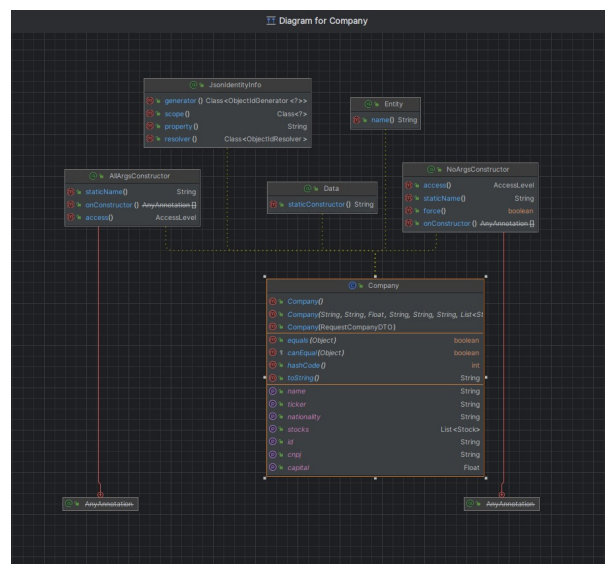 Diagram for Company
JsonIdentityInfo
generator() Class<ObjectIdGenerator<?>>
scope() Class<?>
property() String
resolver() Class<ObjectIdResolver>
Entity
name() String
AllArgsConstructor
staticName() String
onConstructor() AnyAnnotation[]
access() AccessLevel
Data
staticConstructor() String
NoArgsConstructor
access() AccessLevel
staticName() String
force() boolean
onConstructor() AnyAnnotation[]
Company
Company()
Company(String, String, Float, String, String, String, List<St
Company(RequestCompanyDTO)
equals(Object) boolean
canEqual(Object) boolean
hashCode() int
toString() String
name String
ticker String
nationality String
stocks List<Stock>
id String
cnpj String
capital Float
AnyAnnotation
AnyAnnotation